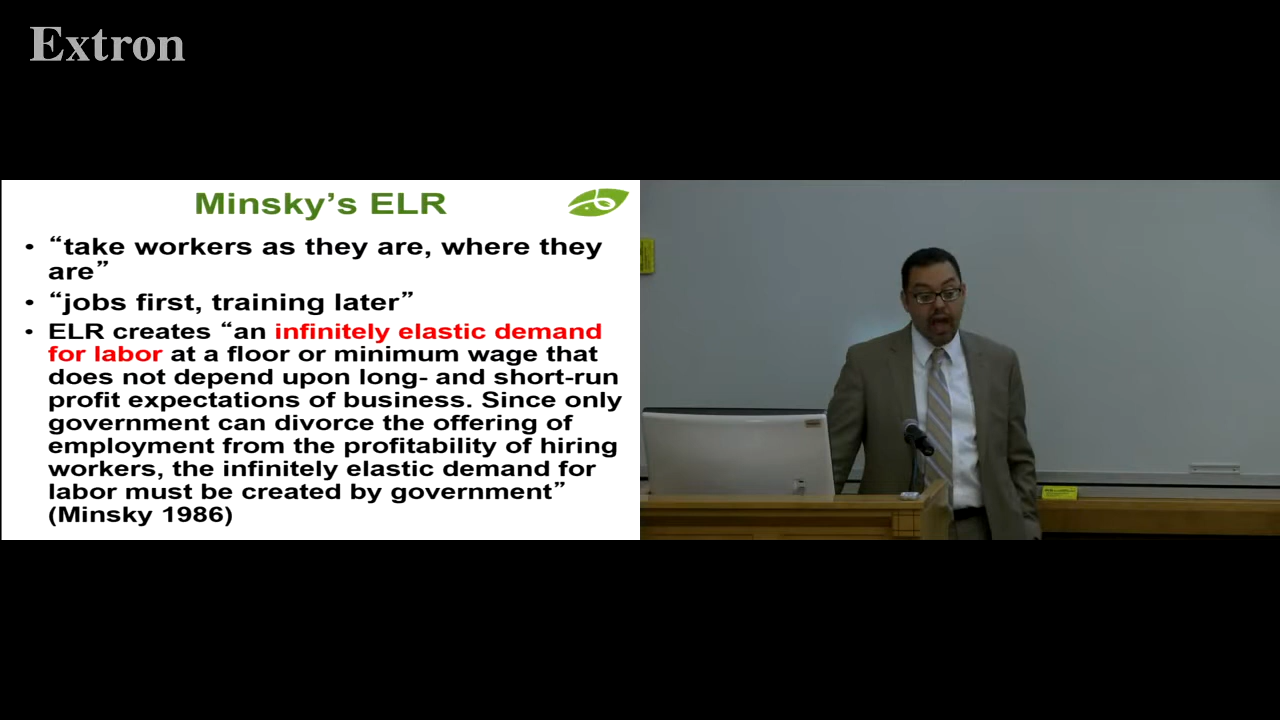 Extron
Minsky’s ELR
• “take workers as they are, where they
are”
• “jobs first, training later”
• ELR creates “an infinitely elastic demand
for labor at a floor or minimum wage that
does not depend upon long- and short-run
profit expectations of business. Since only
government can divorce the offering of
employment from the profitability of hiring
workers, the infinitely elastic demand for
labor must be created by government”
(Minsky 1986)